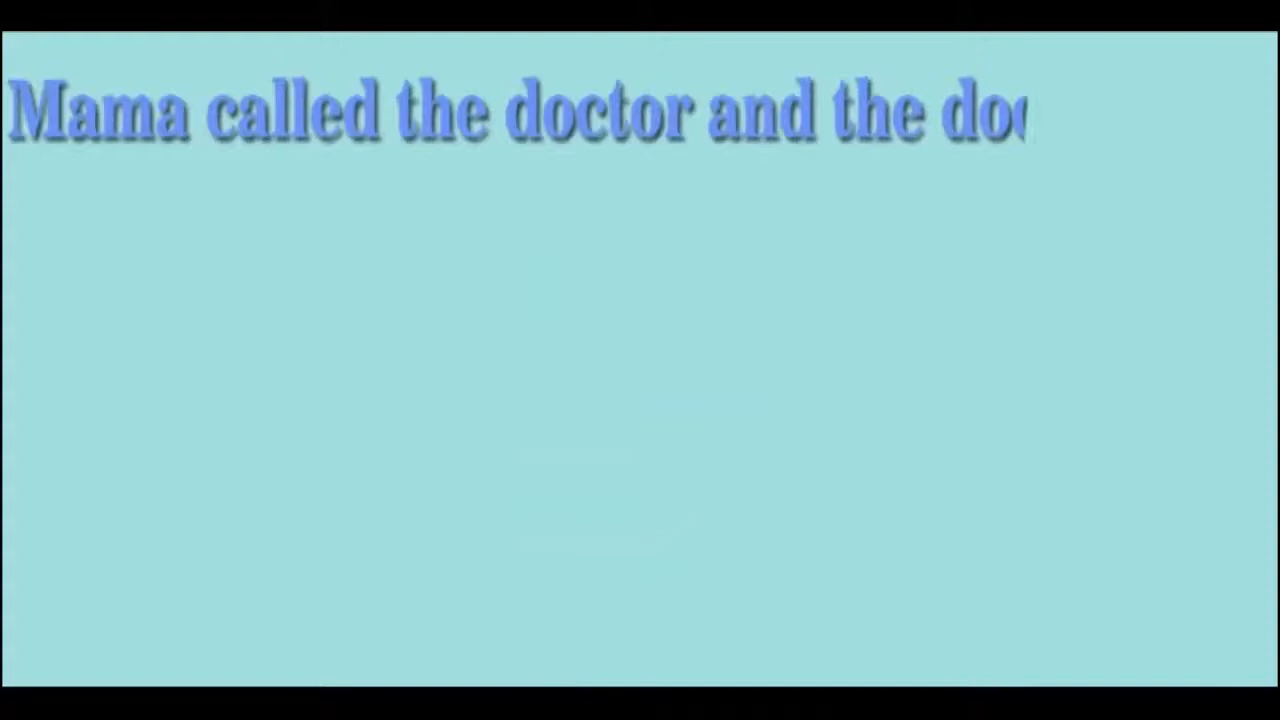 Mama called the doctor and the do